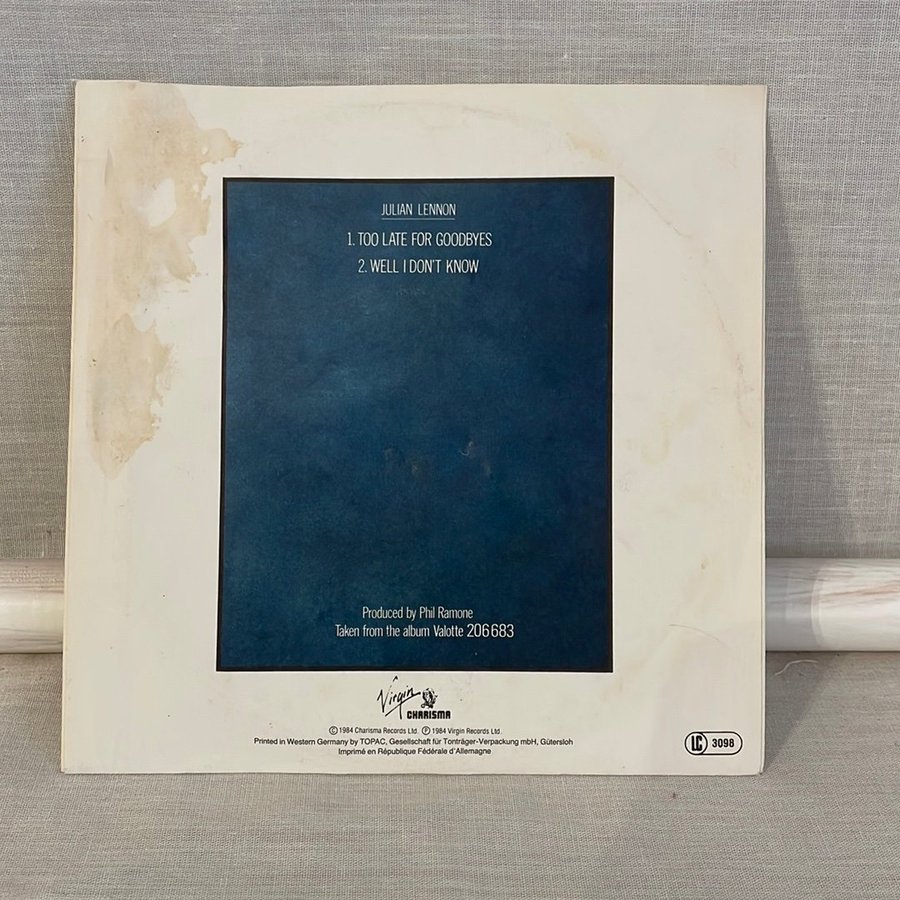 JULIAN LENNON
1. TOO LATE FOR GOODBYES
2. WELL I DON'T KNOW
Produced by Phil Ramone
Taken from the album Valotte 206 683
Virgin
CHARISMA
Ⓒ 1984 Charisma Records Ltd. Ⓟ 1984 Virgin Records Ltd.
Printed in Western Germany by TOPAC, Gesellschaft für Tonträger-Verpackung mbH, Gütersloh
Imprimé en République Fédérale d'Allemagne
LC 3098